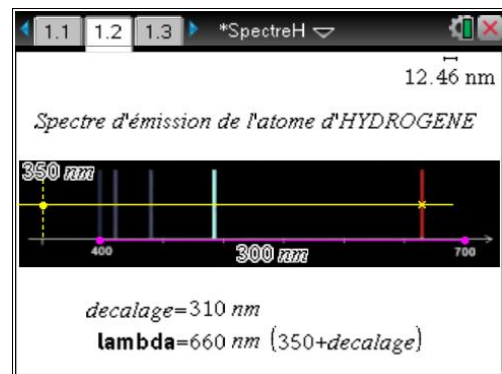 1.1 1.2 1.3 *SpectreH
12.46 nm
Spectre d'émission de l'atome d'HYDROGENE
350 nm
400 300 nm 700
decalage=310 nm
lambda=660 nm (350+decalage)